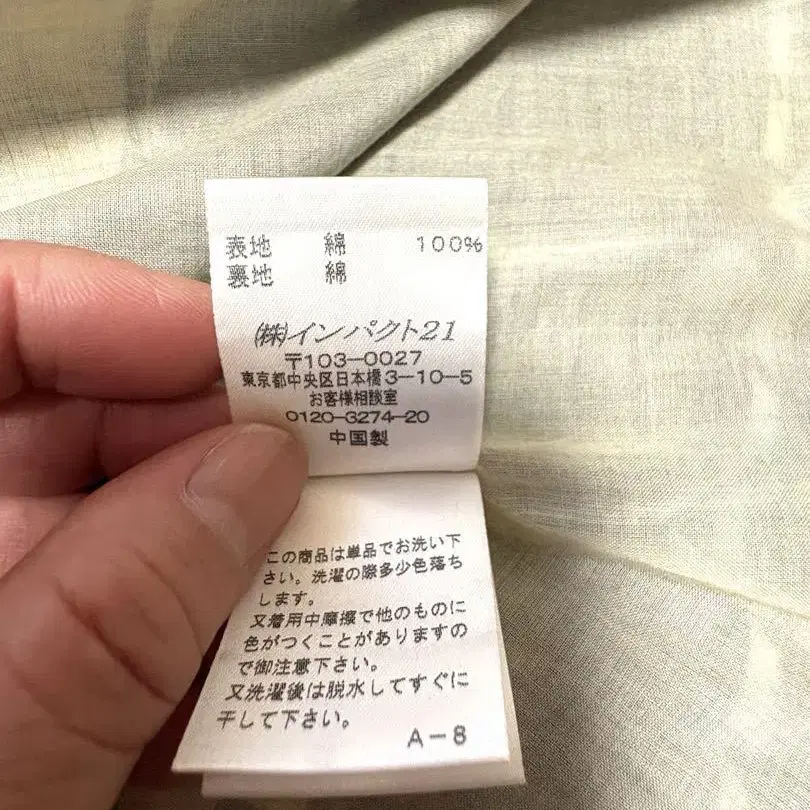 表地 綿 100%
裏地 綿
㈱インパクト21
〒103-0027
東京都中央区日本橋3-10-5
お客様相談室
0120-3274-20
中国製
この商品は単品でお洗い下
さい。洗濯の際多少色落ち
します。
又着用中摩擦で他のものに
色がつくことがありますの
で御注意下さい。
又洗濯後は脱水してすぐに
干して下さい。
A-8